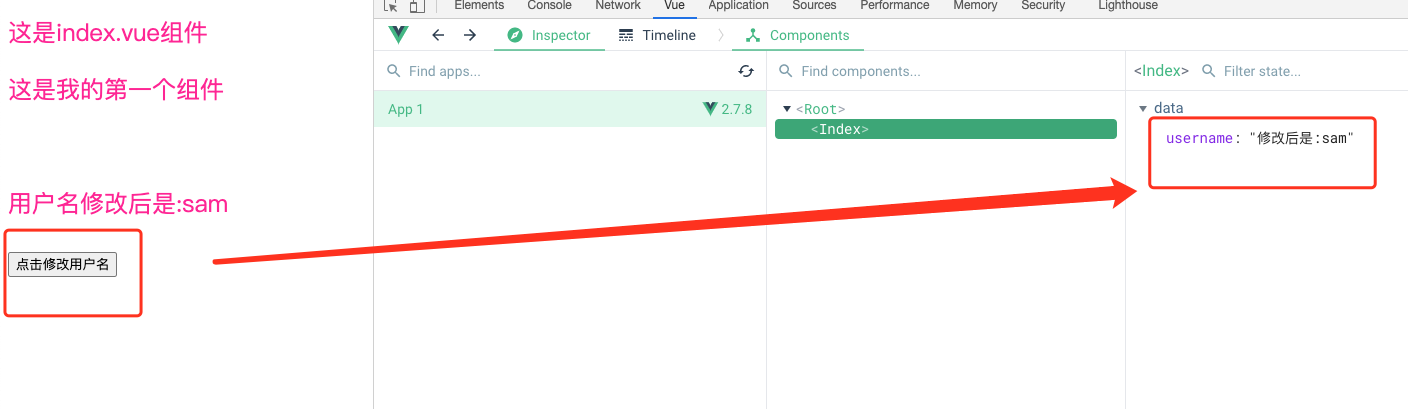 Elements Console Network Vue Application Sources Performance Memory Security Lighthouse
这是index.vue组件
Inspector Timeline Components
Find apps... Find components... <Index> Filter state...
这是我的第一个组件
App 1 2.7.8 <Root> data
<Index>
username: "修改后是:sam"
用户名修改后是:sam
点击修改用户名